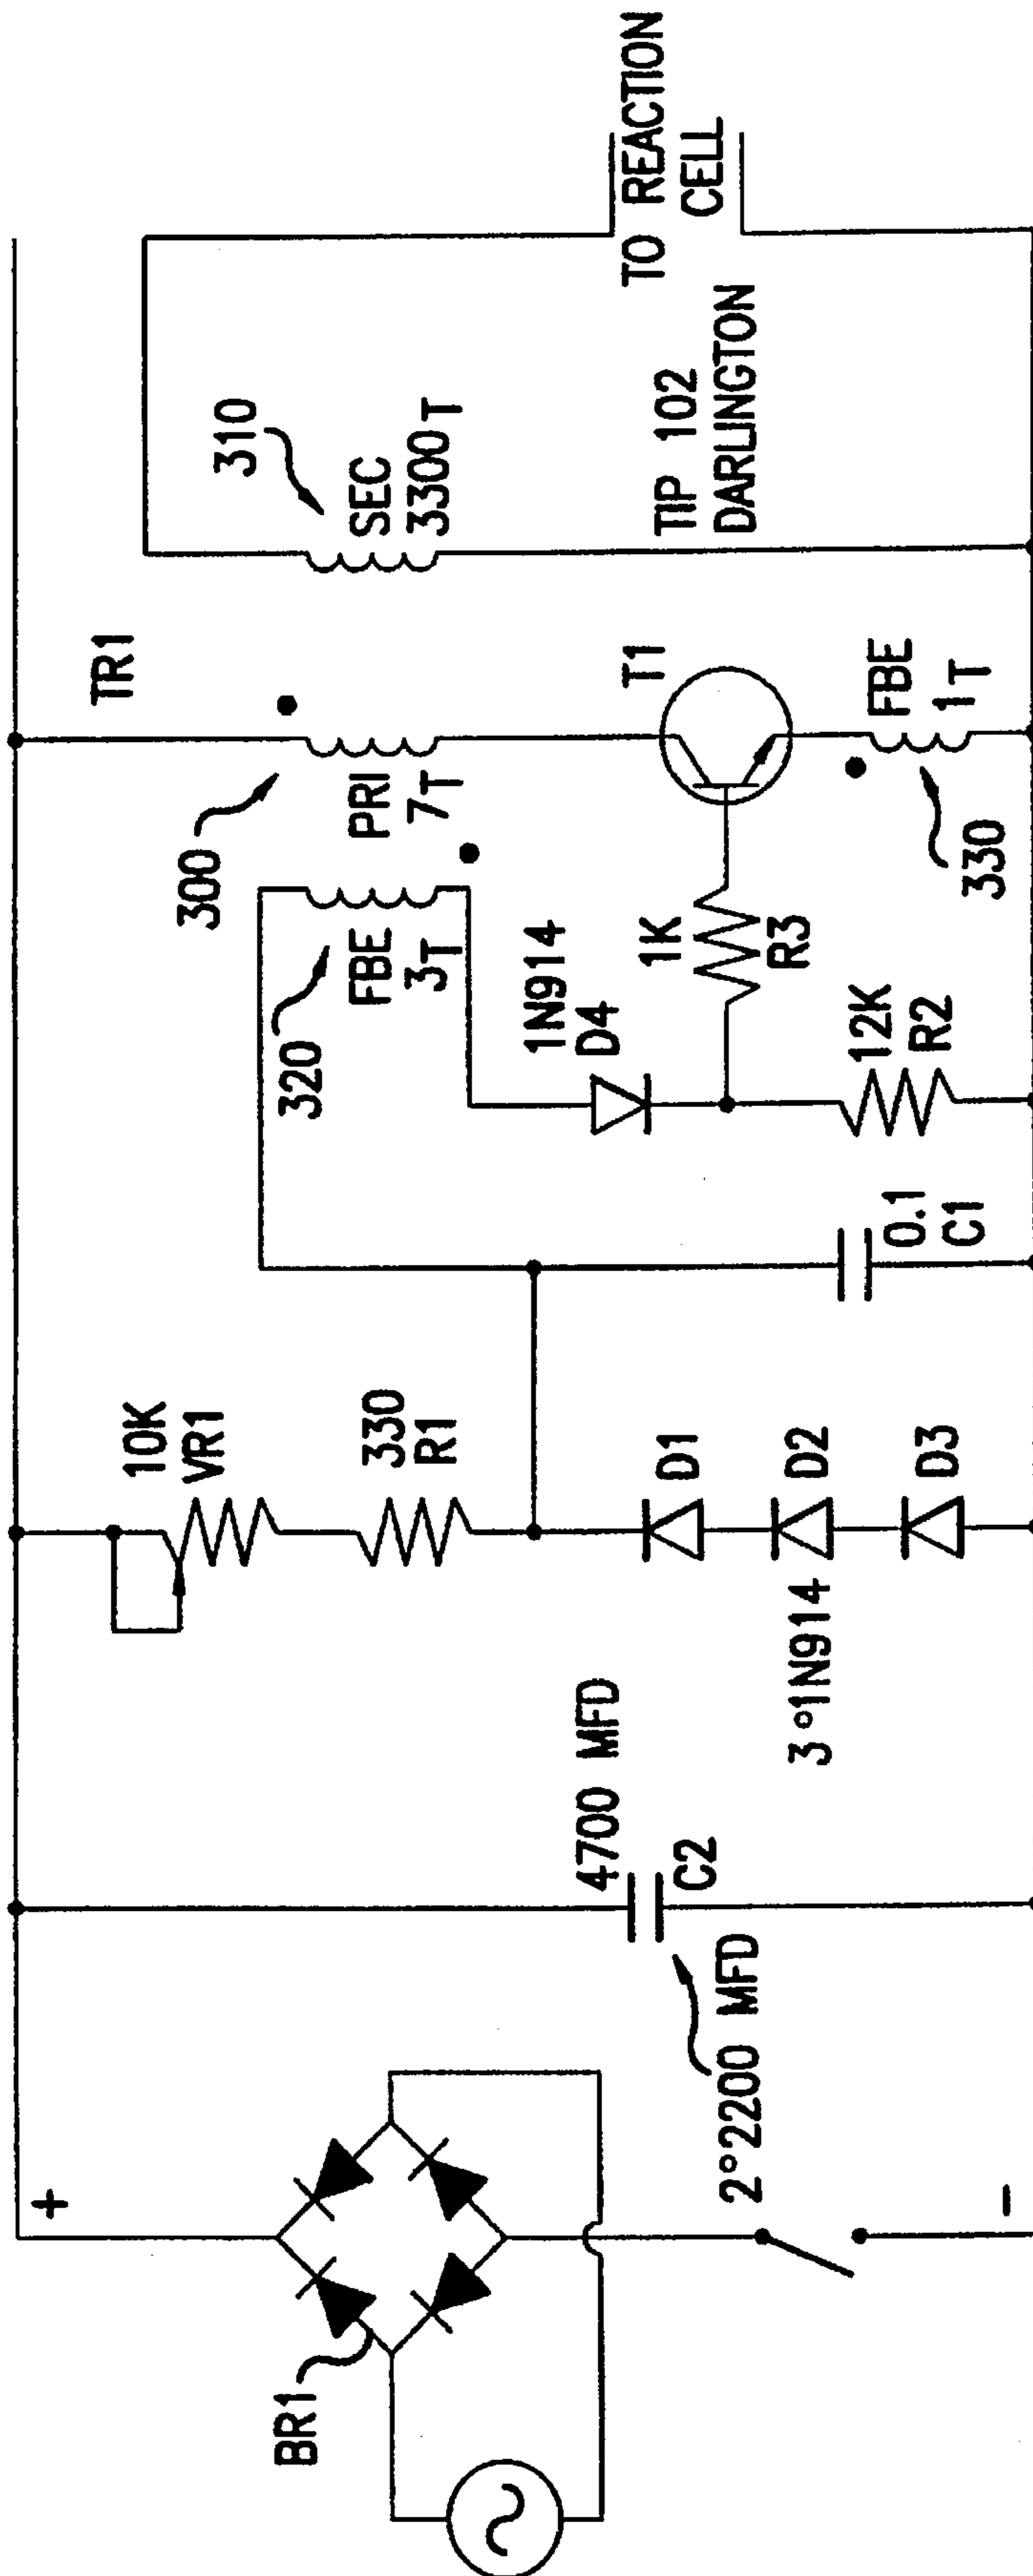 BR1
+
-
2°2200 MFD
4700 MFD
C2
10K
VR1
330
R1
3°1N914
D1
D2
D3
0.1
C1
320
FBE
3T
1N914
D4
12K
R2
1K
R3
300
PRI
7T
TR1
T1
FBE
1T
330
310
SEC
3300T
TIP 102
DARLINGTON
TO REACTION
CELL